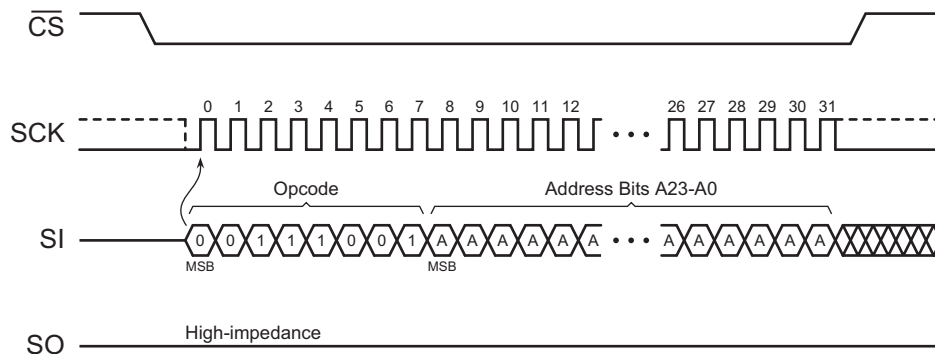 CS
0 1 2 3 4 5 6 7 8 9 10 11 12 26 27 28 29 30 31
SCK • • •
Opcode Address Bits A23-A0
SI 0 0 1 1 1 0 0 1 A A A A A A • • • A A A A A A
MSB MSB
High-impedance
SO